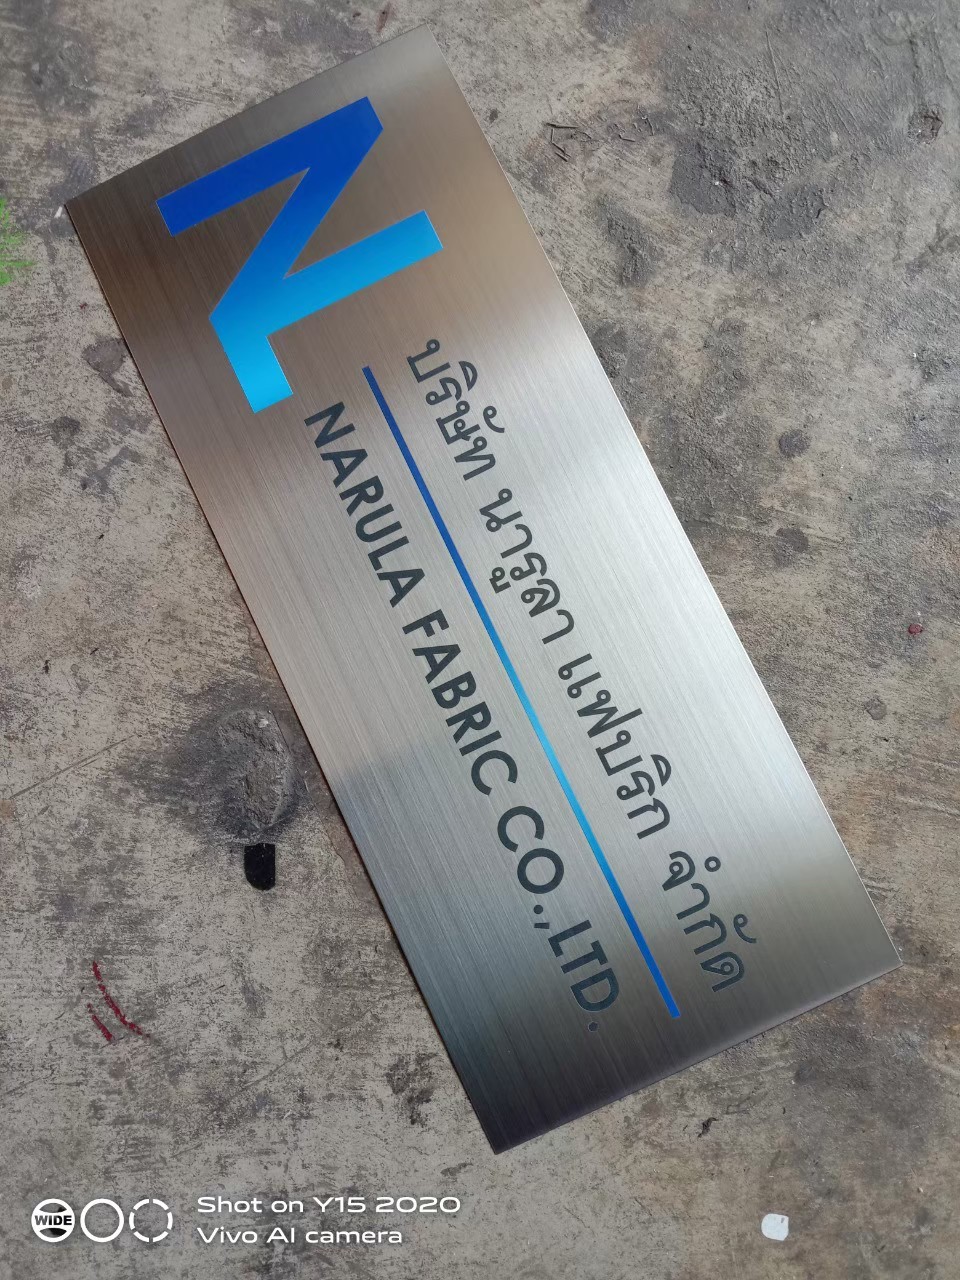 NL
บริษัท นารูลา แฟบริก จำกัด
NARULA FABRIC CO.,LTD.
WIDE
Shot on Y15 2020
Vivo AI camera